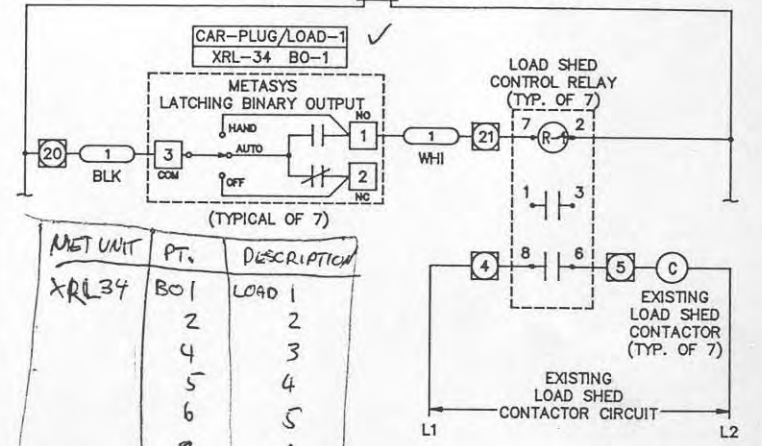 CAR-PLUG/LOAD-1 ✓
XRL-34 BO-1
METASYS
LATCHING BINARY OUTPUT
NO
HAND
AUTO
OFF
1
2
NC
20
1
BLK
3
COM
1
WHI
21
(TYPICAL OF 7)
LOAD SHED
CONTROL RELAY
(TYP. OF 7)
7 R-1 2
1 3
4 8 6 5 C
EXISTING
LOAD SHED
CONTACTOR
(TYP. OF 7)
EXISTING
LOAD SHED
CONTACTOR CIRCUIT
L1 L2
MET UNIT PT. DESCRIPTION
XRL34 BO1 LOAD 1
2 2
4 3
5 4
6 5